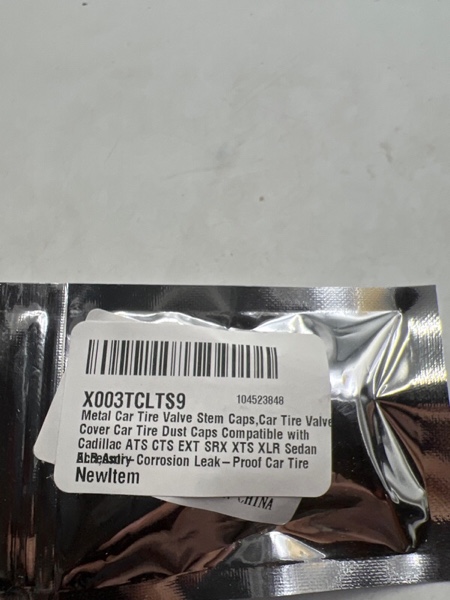 X003TCLTS9 104523848
Metal Car Tire Valve Stem Caps,Car Tire Valve
Cover Car Tire Dust Caps Compatible with
Cadillac ATS CTS EXT SRX XTS XLR Sedan
Corrosion Leak-Proof Car Tire
NewItem
CHINA